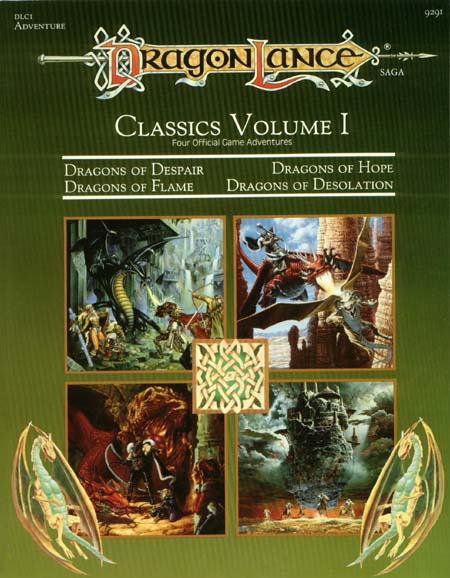 DLC1
ADVENTURE
9291
DRAGONLANCE®
SAGA
CLASSICS VOLUME I
Four Official Game Adventures
DRAGONS OF DESPAIR
DRAGONS OF HOPE
DRAGONS OF FLAME
DRAGONS OF DESOLATION